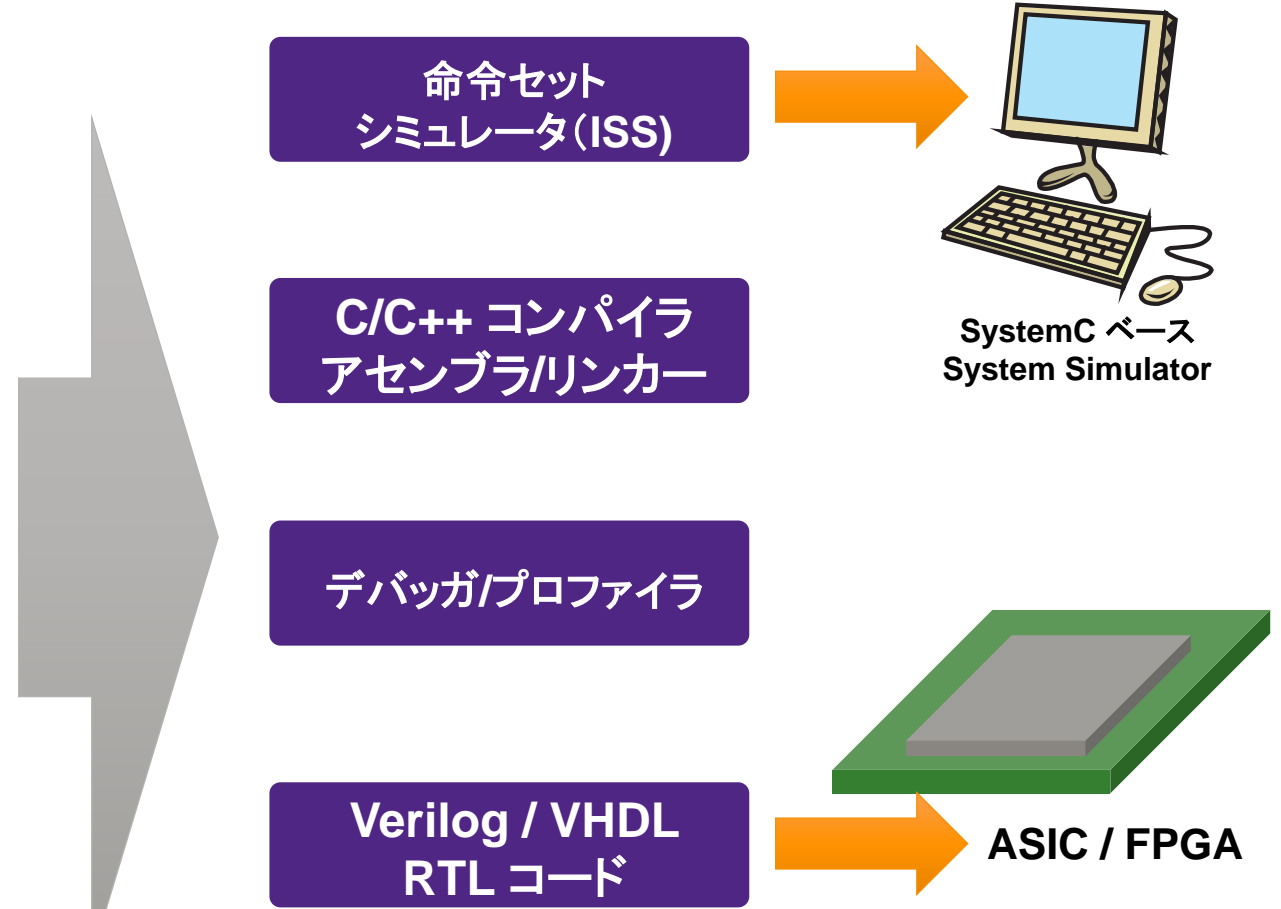 命令セット
シミュレータ（ISS)
SystemC ベース
System Simulator
C/C++ コンパイラ
アセンブラ/リンカー
デバッガ/プロファイラ
Verilog / VHDL
RTL コード
ASIC / FPGA